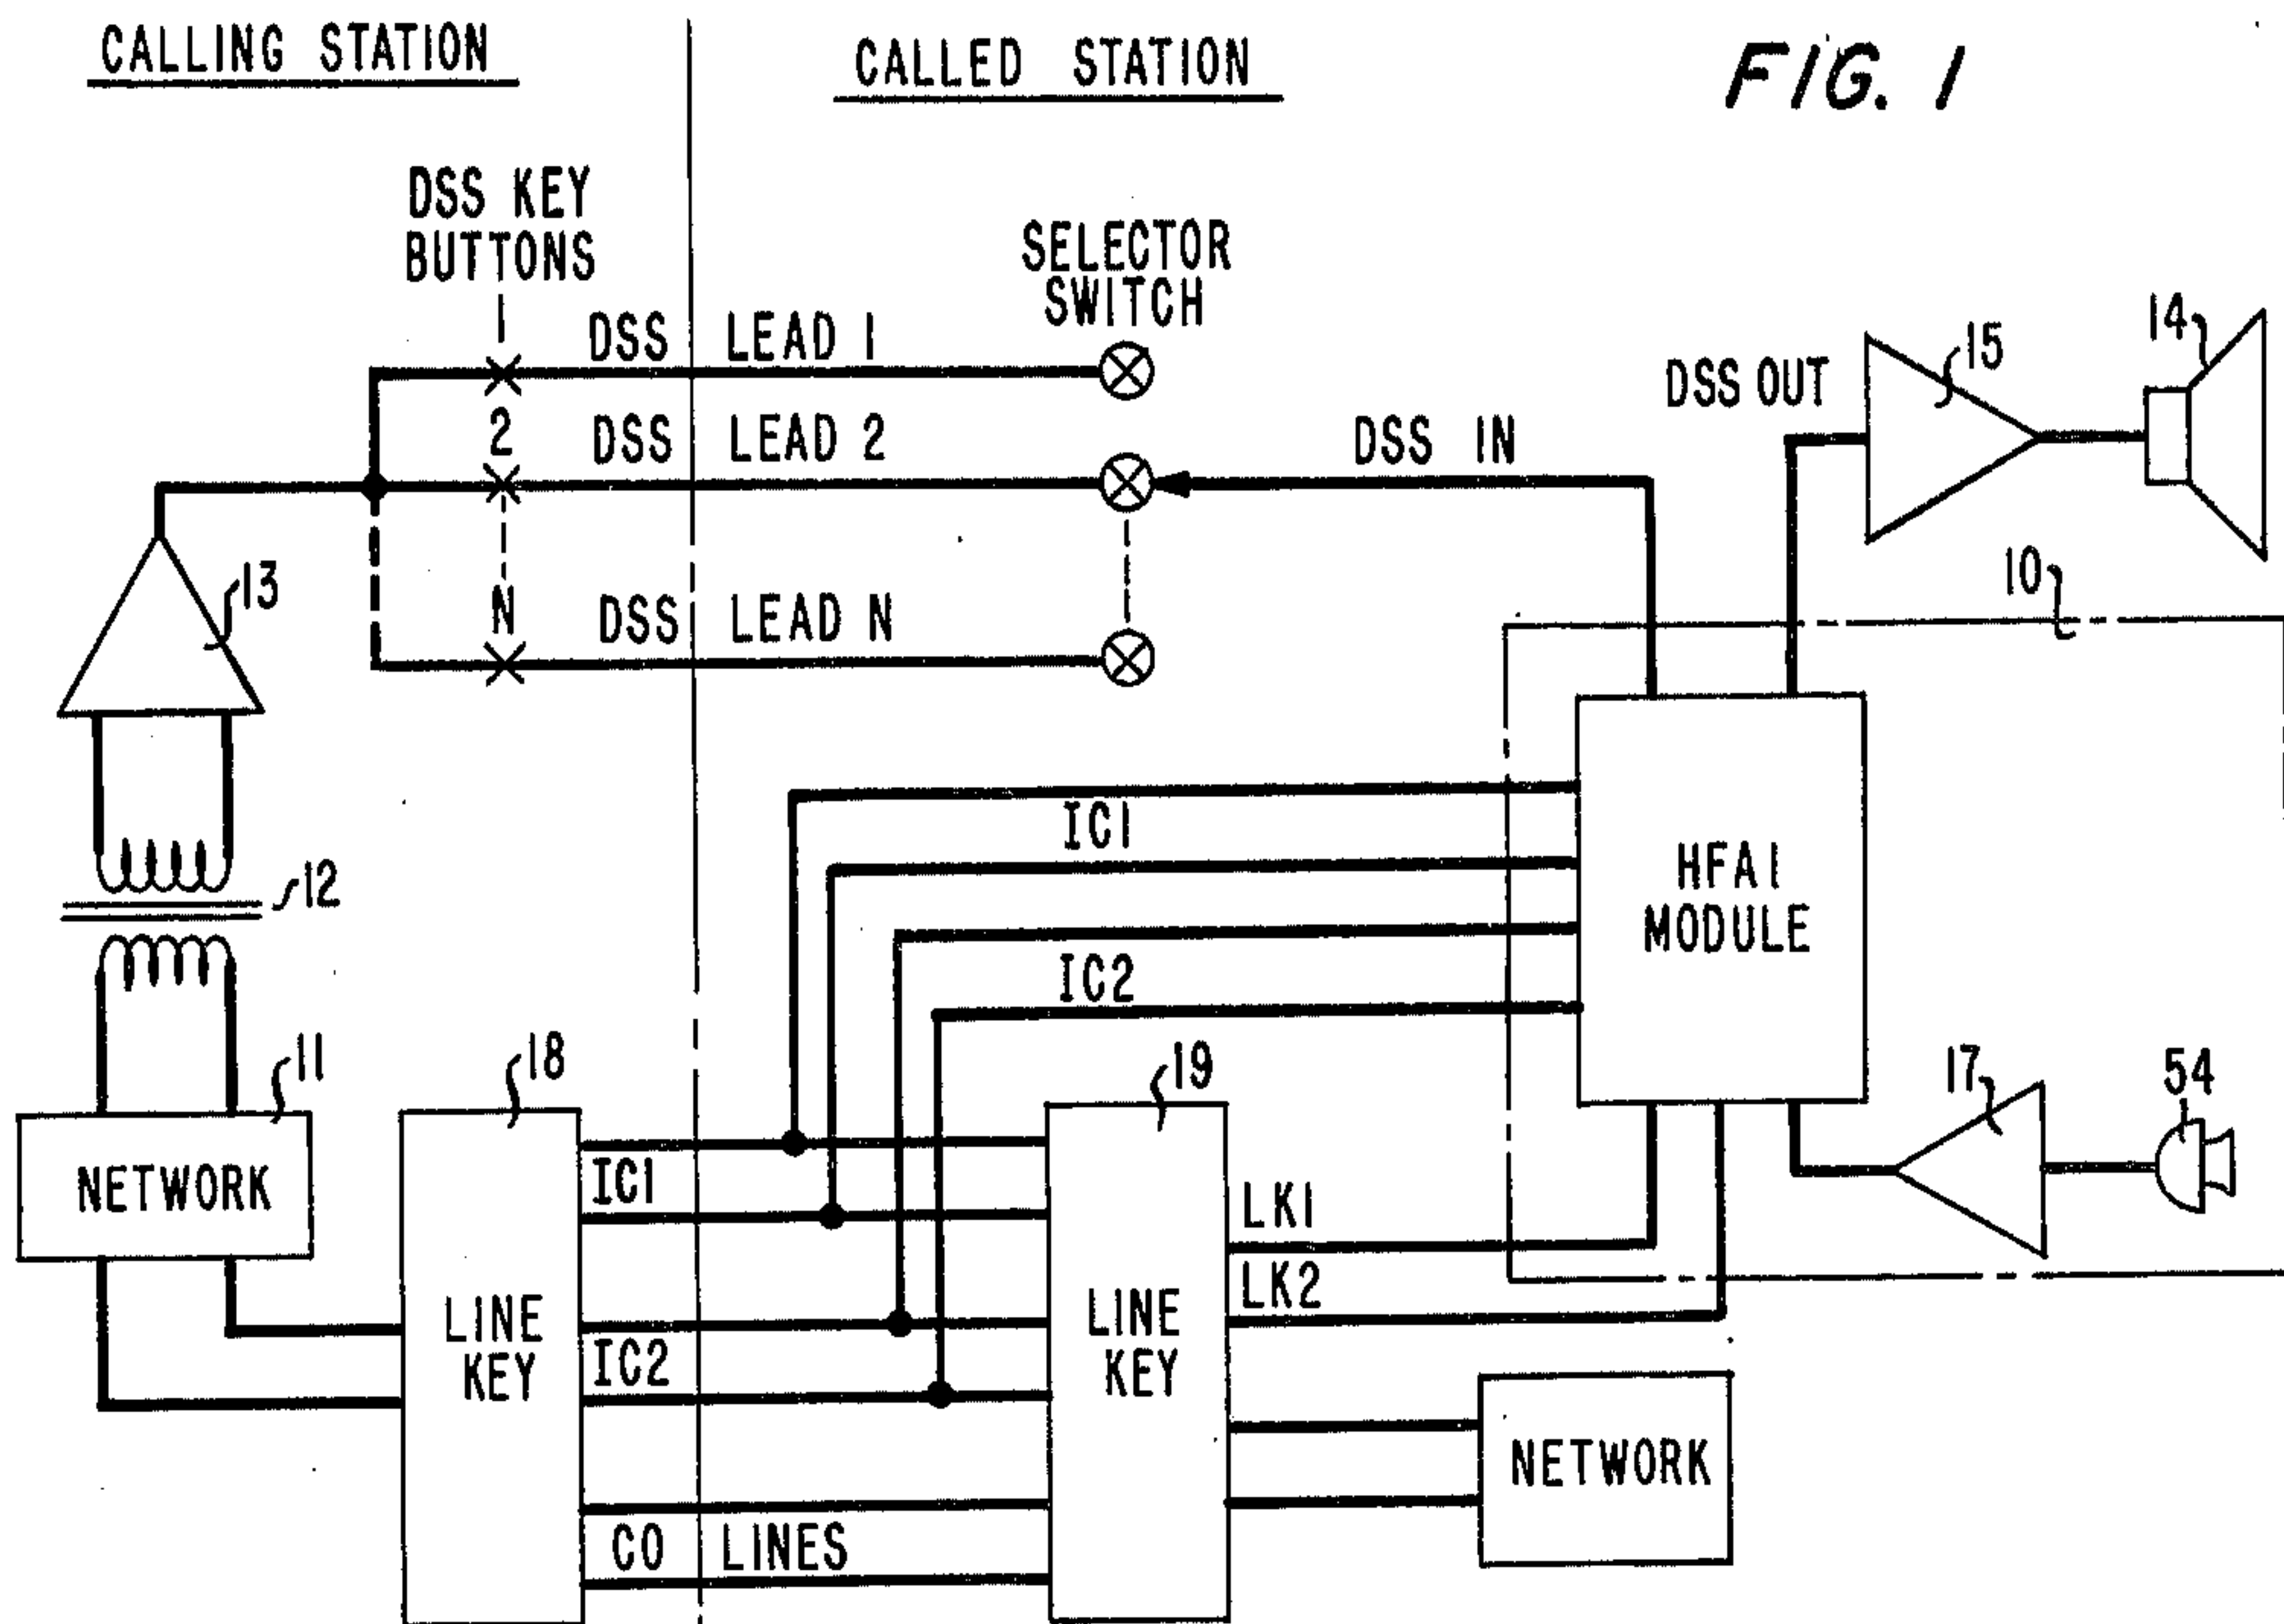 CALLING STATION
CALLED STATION
FIG. 1
DSS KEY
BUTTONS
1
DSS LEAD 1
SELECTOR
SWITCH
2
DSS LEAD 2
DSS IN
DSS OUT
15
14
N
DSS LEAD N
13
10
12
IC1
IC2
HFAI
MODULE
11
18
19
17
54
NETWORK
LINE
KEY
IC1
IC2
CO LINES
LINE
KEY
LK1
LK2
NETWORK